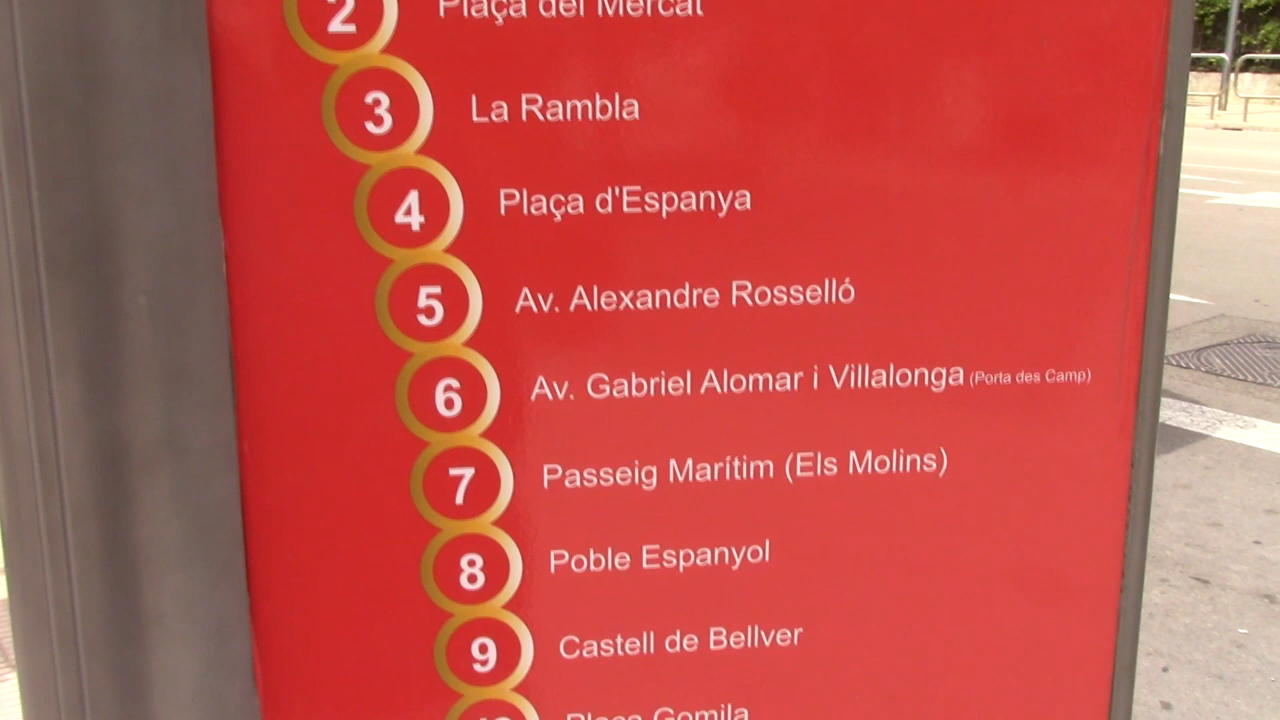 2 Plaça del Mercat
3 La Rambla
4 Plaça d'Espanya
5 Av. Alexandre Rosselló
6 Av. Gabriel Alomar i Villalonga (Porta des Camp)
7 Passeig Marítim (Els Molins)
8 Poble Espanyol
9 Castell de Bellver
10 Plaça Gomila